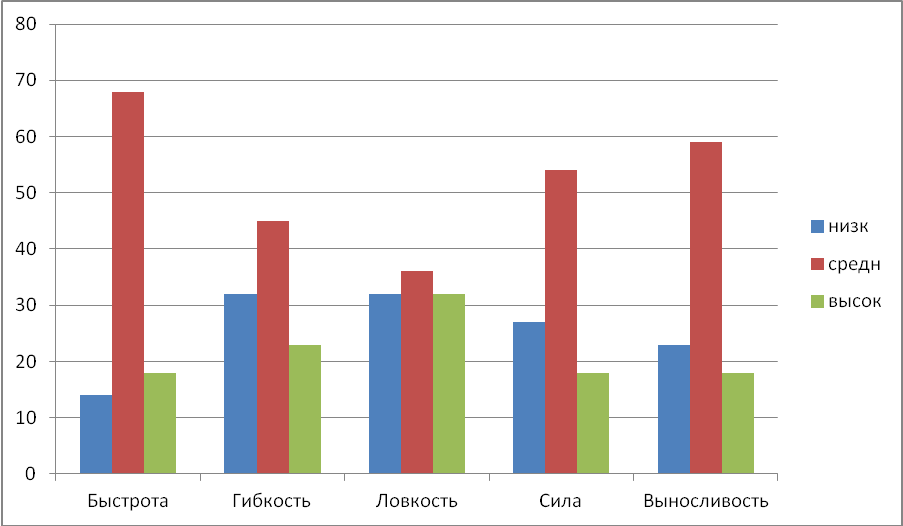 80
70
60
50
40
30
20
10
0
Быстрота
Гибкость
Ловкость
Сила
Выносливость
низк
средн
высок